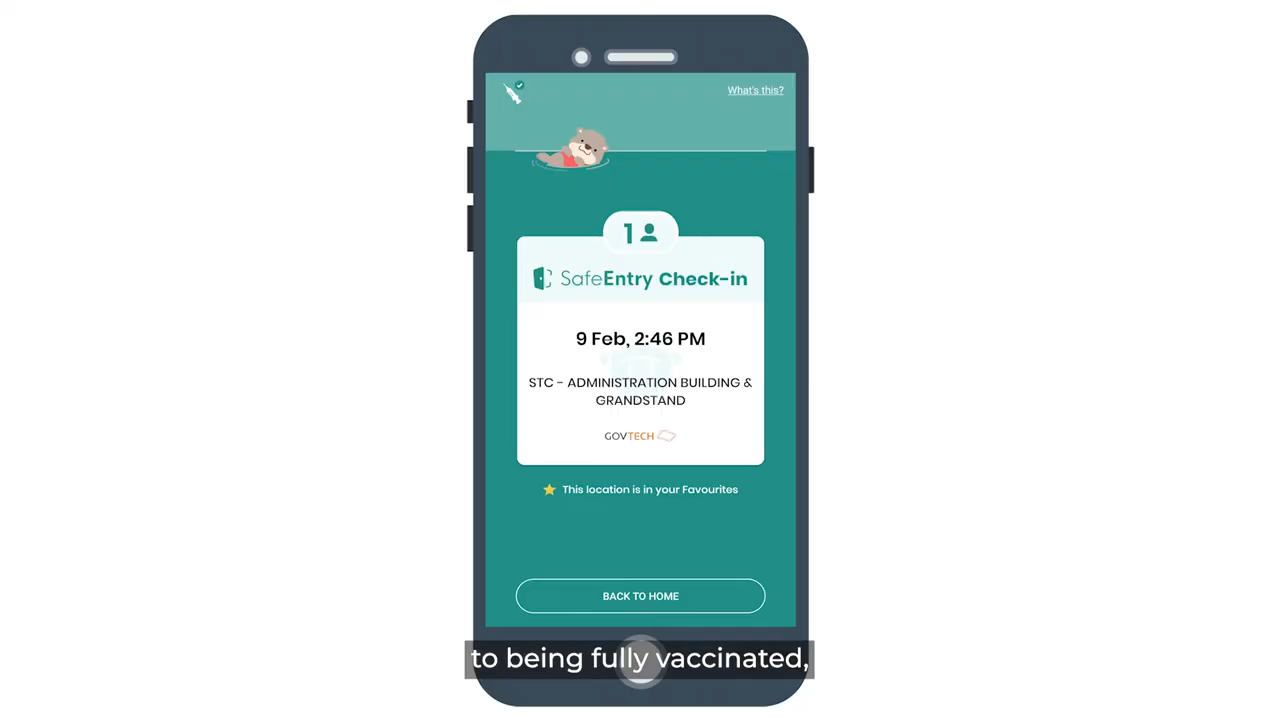 What's this?
1
SafeEntry Check-in
9 Feb, 2:46 PM
STC - ADMINISTRATION BUILDING &
GRANDSTAND
GOVTECH
This location is in your Favourites
BACK TO HOME
to being fully vaccinated,